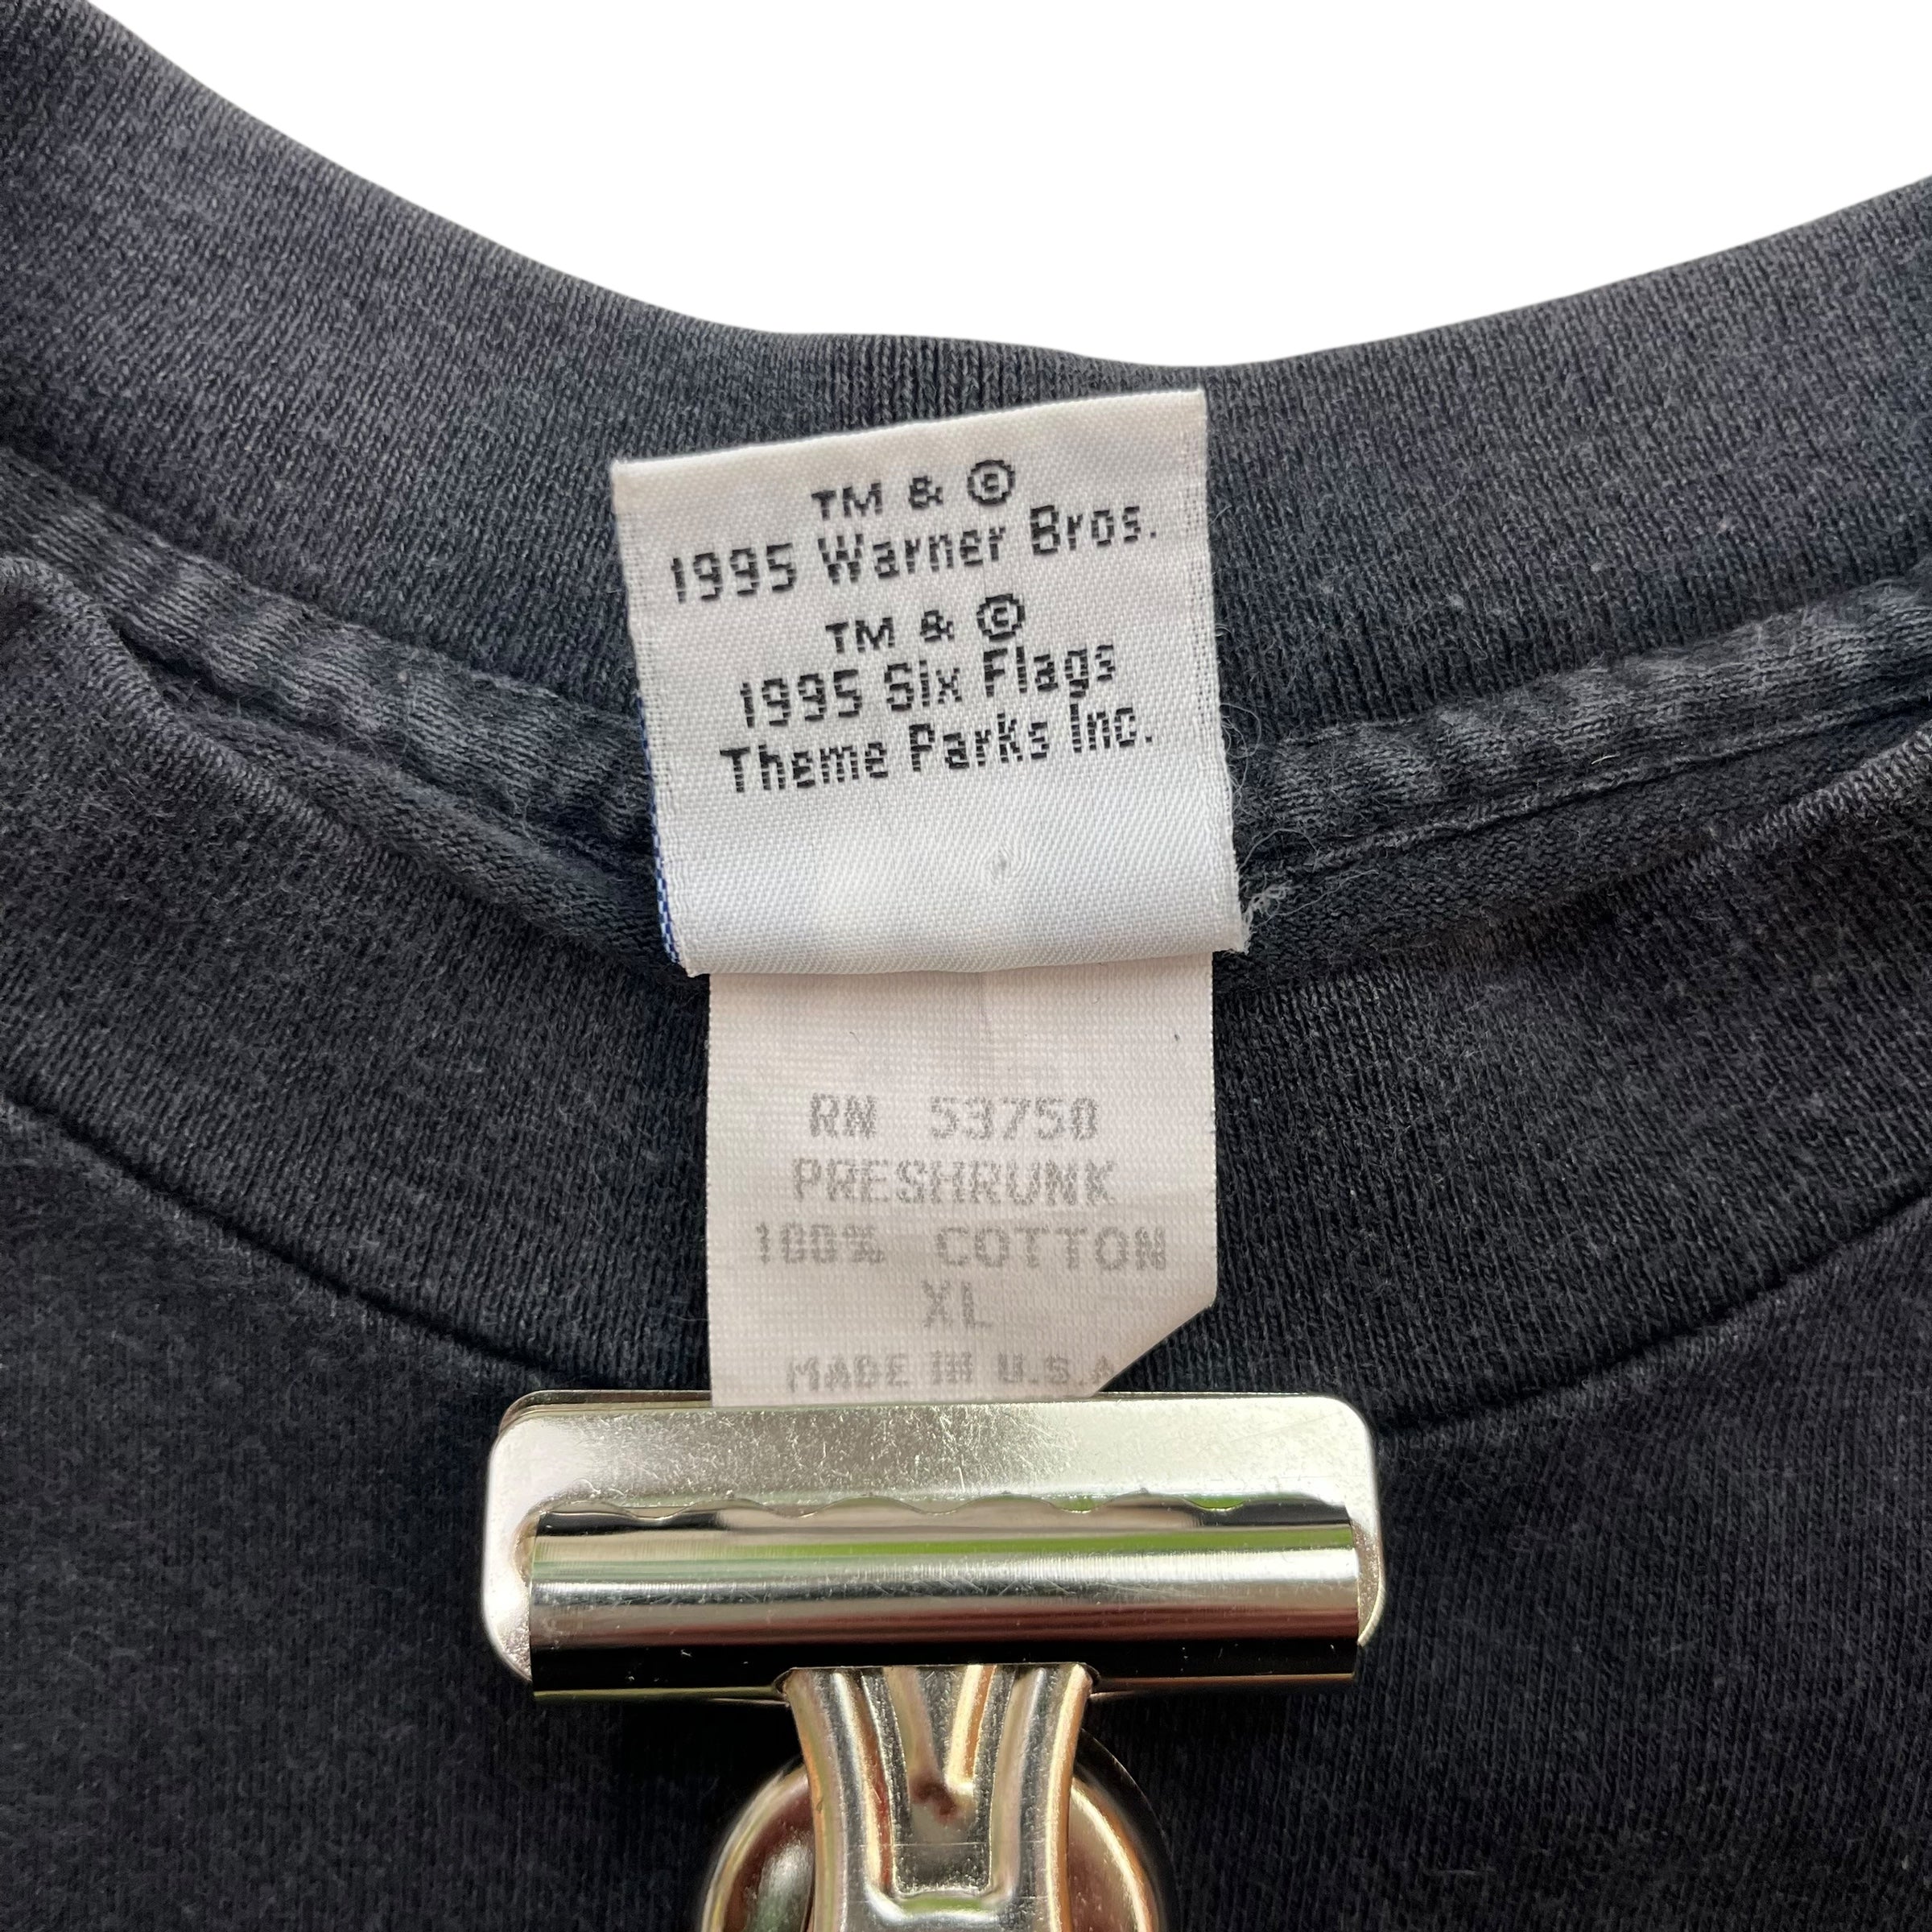 TM & ©
1995 Warner Bros.
TM & ©
1995 Six Flags
Theme Parks Inc.
RN 53750
PRESHRUNK
100% COTTON
XL
MADE IN U.S.A